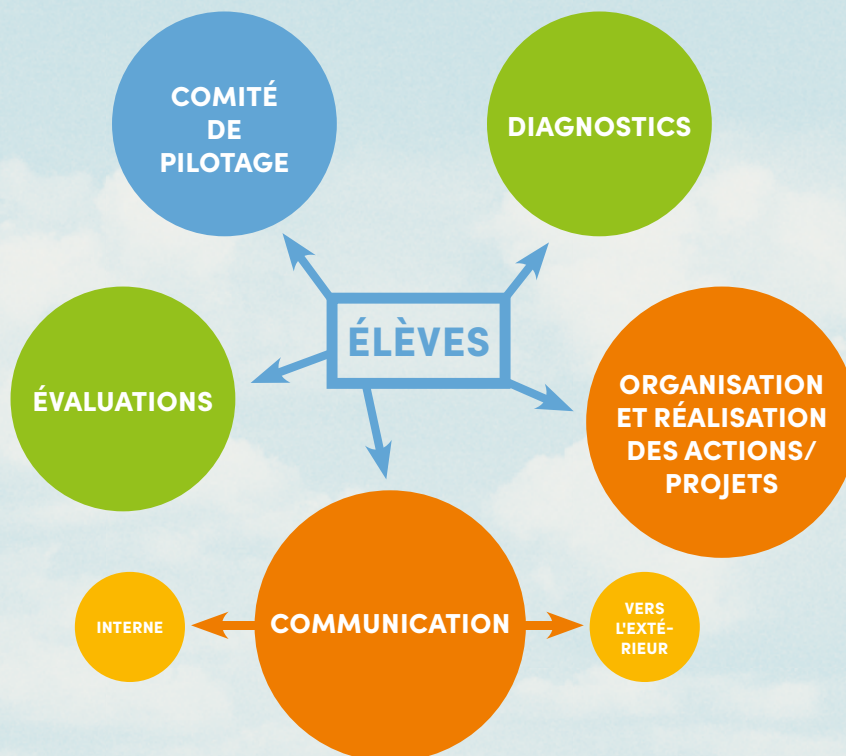 COMITÉ
DE
PILOTAGE
DIAGNOSTICS
ÉLÈVES
ÉVALUATIONS
ORGANISATION
ET RÉALISATION
DES ACTIONS/
PROJETS
COMMUNICATION
INTERNE
VERS
L'EXTÉ-
RIEUR